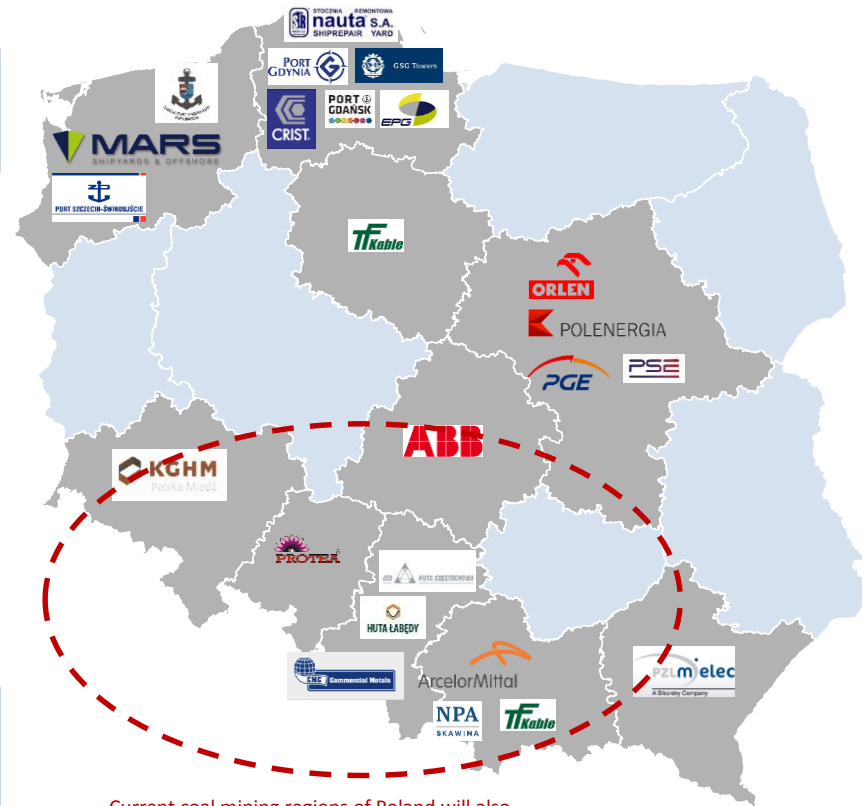 STOCZNIA REMONTOWA
nauta S.A.
SHIPREPAIR YARD
PORT
GDYNIA
GSG Towers
CRIST.
PORT
GDAŃSK
EPG
MARS
SHIPYARDS & OFFSHORE
PORT SZCZECIN-ŚWINOUJŚCIE
TF
Kable
ORLEN
POLENERGIA
PGE
PSE
ABB
KGHM
Polska Miedź
PROTEA
ISD HUTA CZĘSTOCHOWA
HUTA ŁABĘDY
CMC Commercial Metals
ArcelorMittal
PZL mielec
A Sikorsky Company
NPA
SKAWINA
TF
Kable
Current coal mining regions of Poland will also